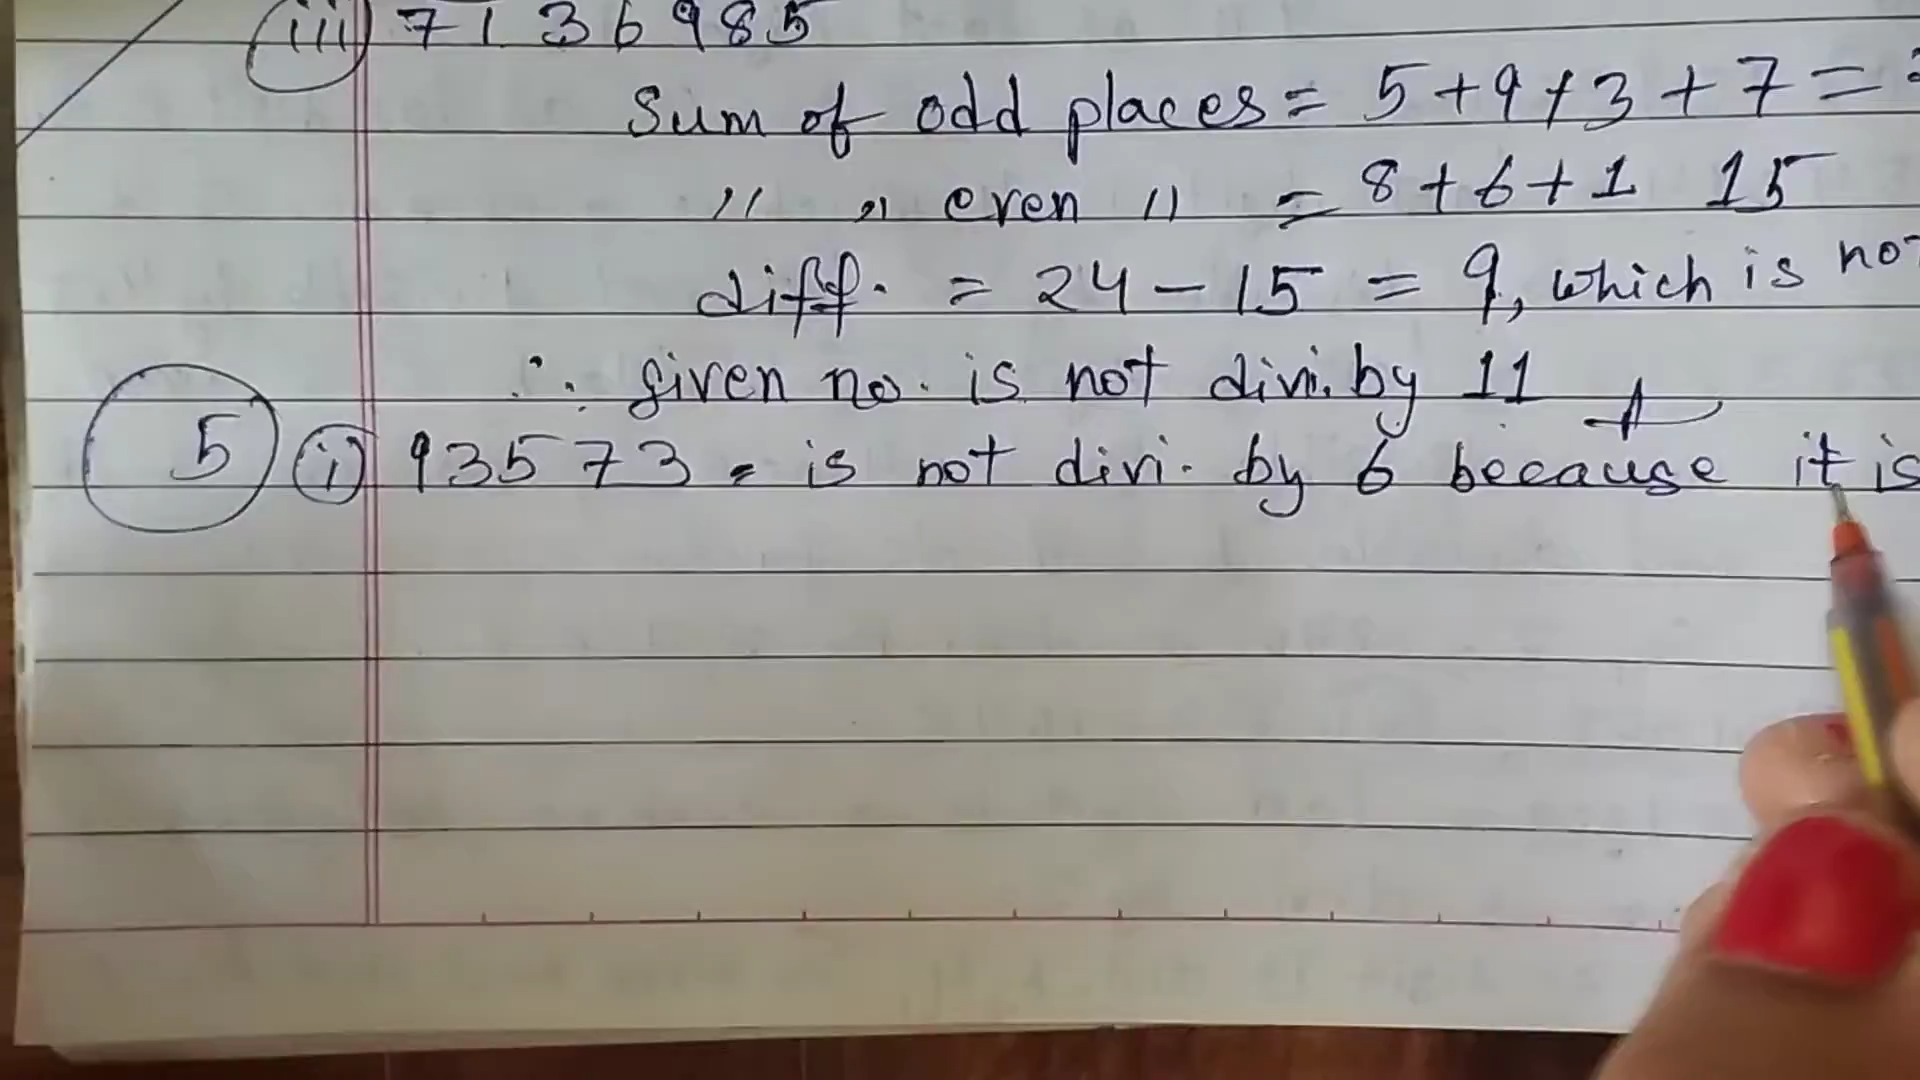 (iii) 7136985
Sum of odd places = 5+9+3+7=
" " even " = 8+6+1 15
diff. = 24-15 = 9, which is not
∴ given no. is not divi. by 11
5 (i) 93573 = is not divi. by 6 because it is